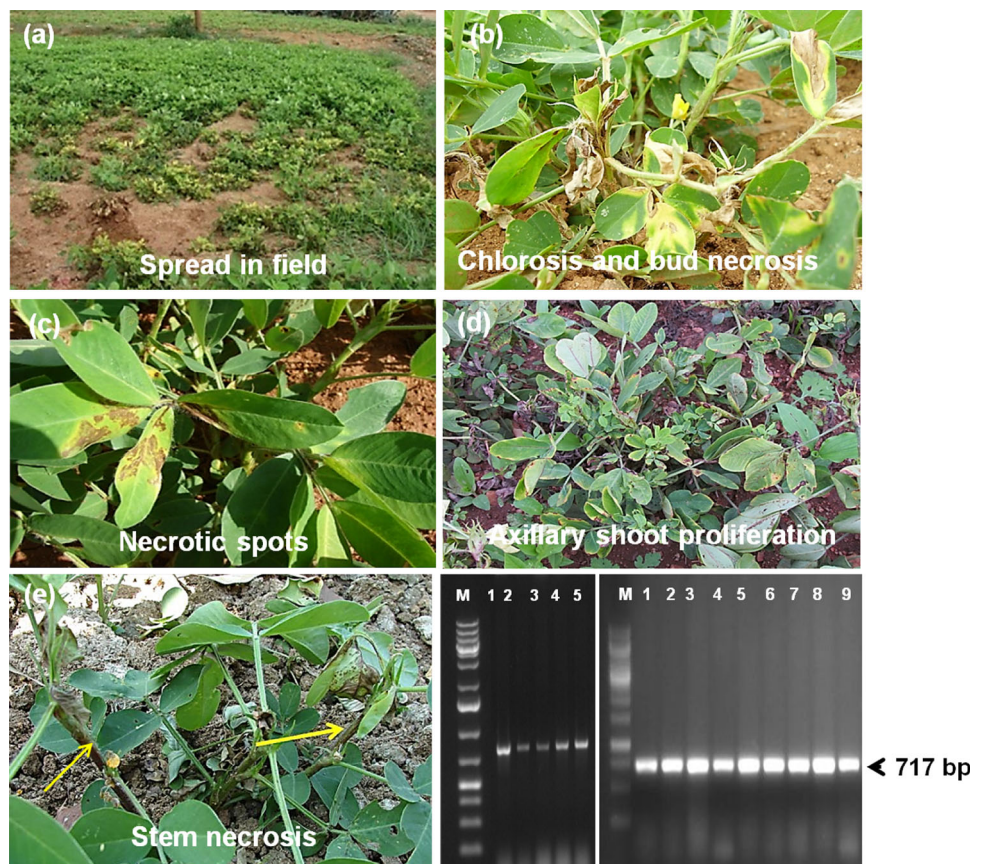 (a)
Spread in field
(b)
Chlorosis and bud necrosis
(c)
Necrotic spots
(d)
Axillary shoot proliferation
(e)
Stem necrosis
M 1 2 3 4 5
M 1 2 3 4 5 6 7 8 9
717 bp